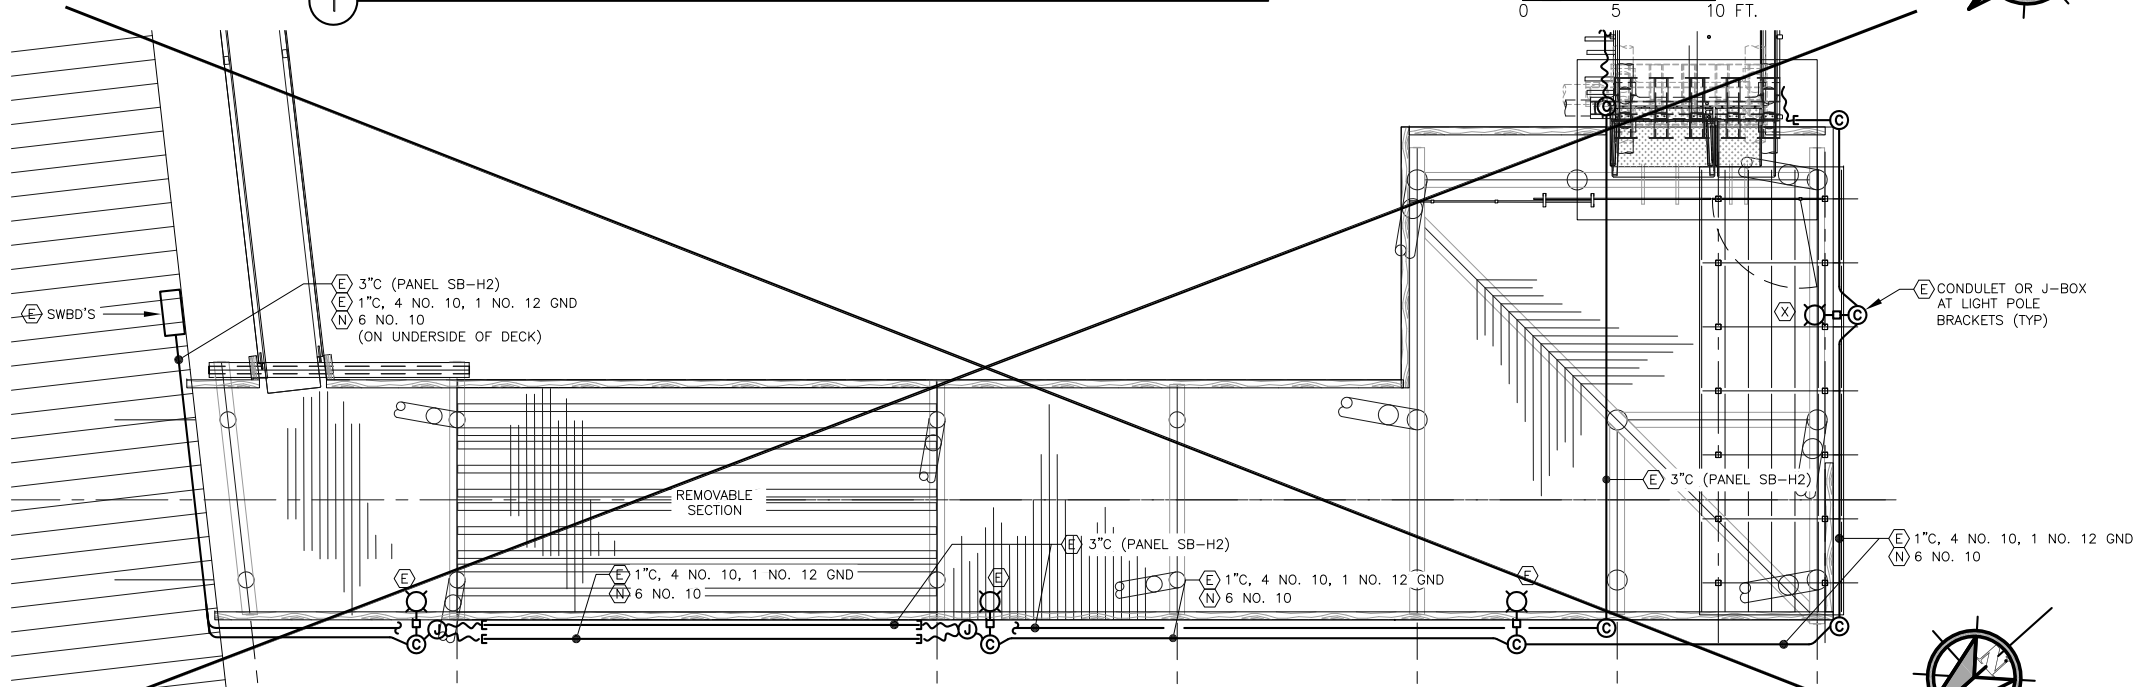 1
0 5 10 FT.
E 3"C (PANEL SB-H2)
E 1"C, 4 NO. 10, 1 NO. 12 GND
N 6 NO. 10
(ON UNDERSIDE OF DECK)
E SWBD'S
C
C
X
C
E CONDULET OR J-BOX
AT LIGHT POLE
BRACKETS (TYP)
REMOVABLE
SECTION
E 3"C (PANEL SB-H2)
E 3"C (PANEL SB-H2)
E 1"C, 4 NO. 10, 1 NO. 12 GND
N 6 NO. 10
E
E 1"C, 4 NO. 10, 1 NO. 12 GND
N 6 NO. 10
E
E 1"C, 4 NO. 10, 1 NO. 12 GND
N 6 NO. 10
E
C
J
J
C
C
C
C